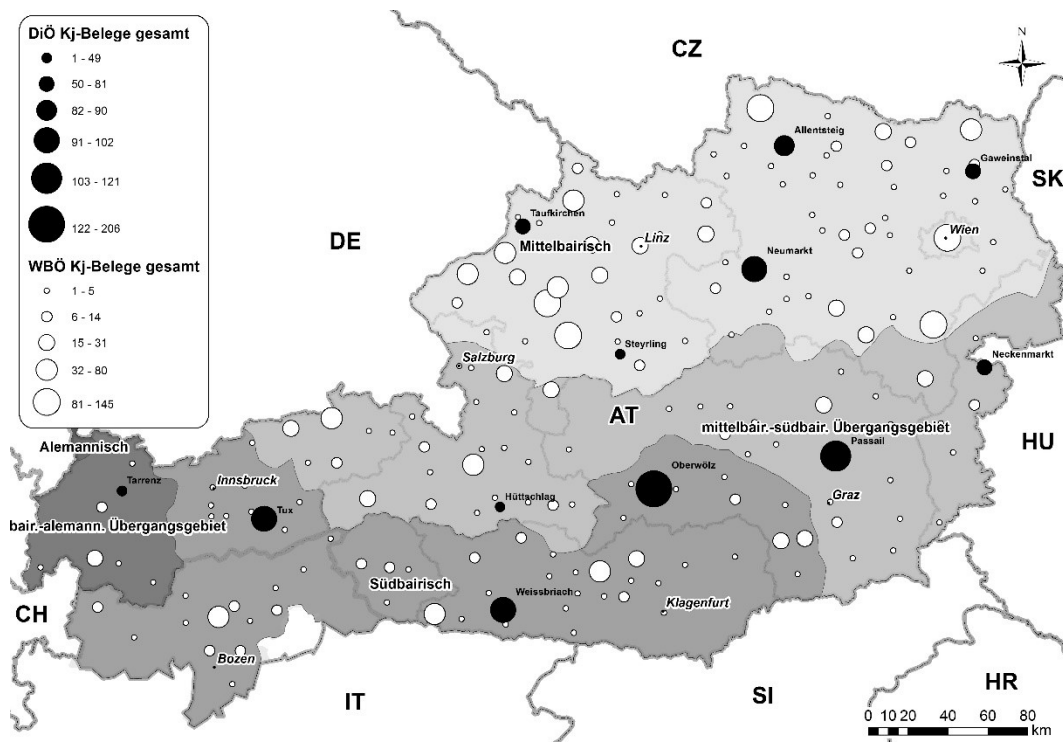 DiÖ Kj-Belege gesamt
1 - 49
50 - 81
82 - 90
91 - 102
103 - 121
122 - 206
WBÖ Kj-Belege gesamt
1 - 5
6 - 14
15 - 31
32 - 80
81 - 145
N
CZ
SK
DE
AT
HU
CH
IT
SI
HR
Allentsteig
Gaweinstal
Taufkirchen
Mittelbairisch
Linz
Wien
Neumarkt
Steyrling
Salzburg
Neckenmarkt
mittelbair.-südbair. Übergangsgebiet
Passail
Alemannisch
Tarrenz
Innsbruck
Oberwölz
Graz
Tux
Hüttschlag
bair.-alemann. Übergangsgebiet
Südbairisch
Weissbriach
Klagenfurt
Bozen
0 10 20 40 60 80
km